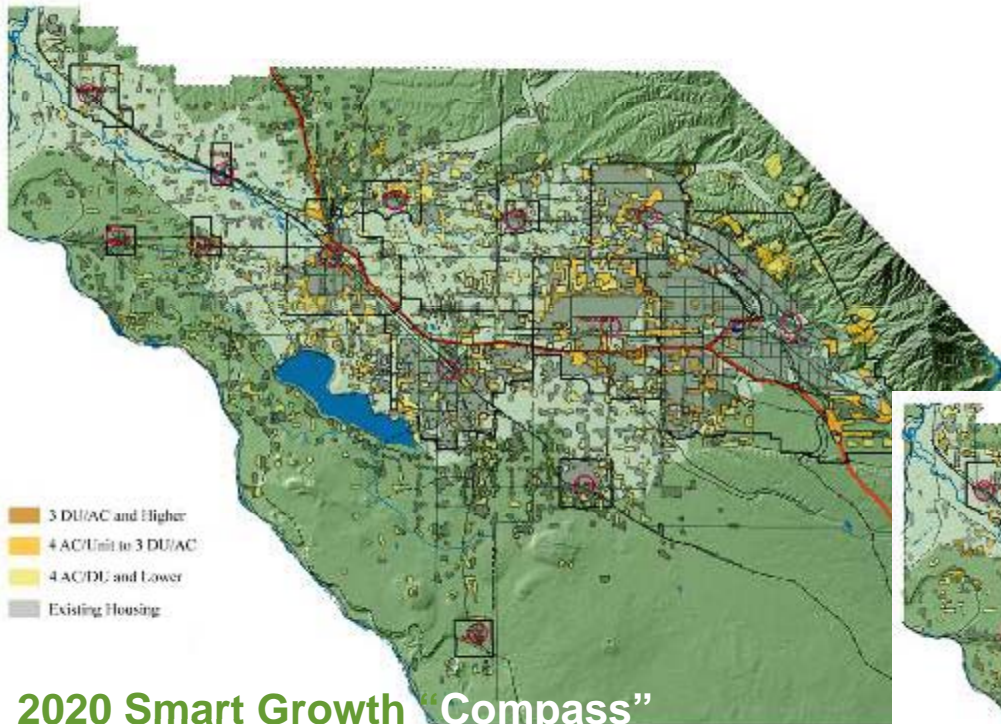 3 DU/AC and Higher
4 AC/Unit to 3 DU/AC
4 AC/DU and Lower
Existing Housing
2020 Smart Growth “Compass”